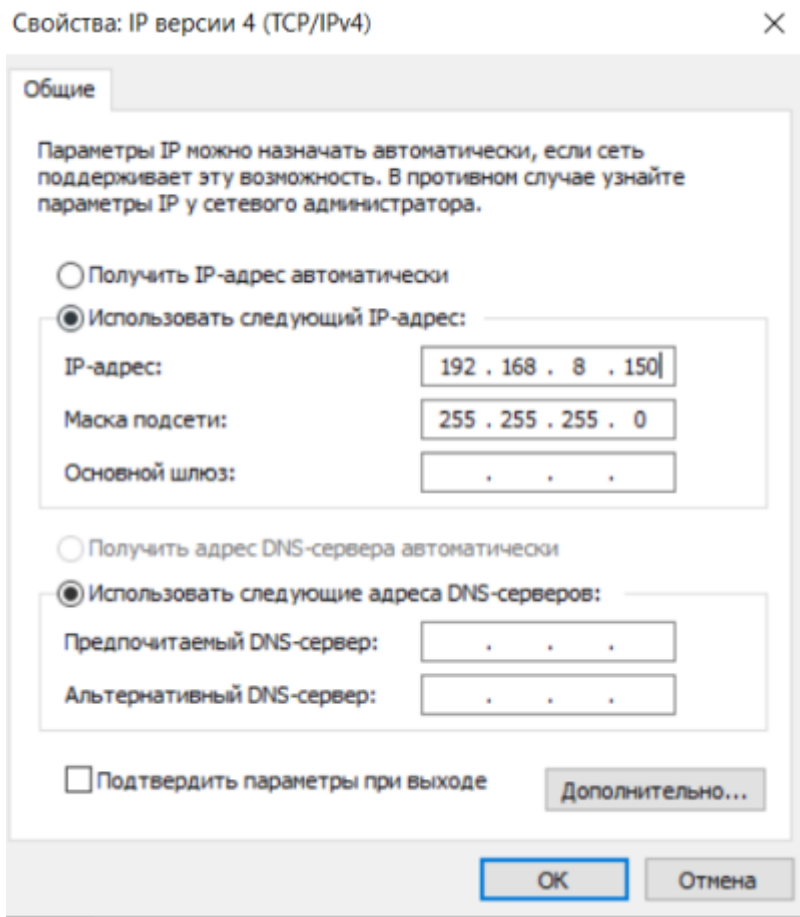 Свойства: IP версии 4 (TCP/IPv4)
Общие
Параметры IP можно назначать автоматически, если сеть
поддерживает эту возможность. В противном случае узнайте
параметры IP у сетевого администратора.
Получить IP-адрес автоматически
Использовать следующий IP-адрес:
IP-адрес: 192 . 168 . 8 . 150
Маска подсети: 255 . 255 . 255 . 0
Основной шлюз: . . .
Получить адрес DNS-сервера автоматически
Использовать следующие адреса DNS-серверов:
Предпочитаемый DNS-сервер: . . .
Альтернативный DNS-сервер: . . .
Подтвердить параметры при выходе
Дополнительно...
ОК Отмена